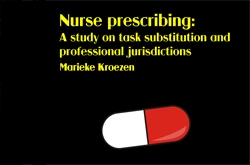 Nurse prescribing:
A study on task substitution and
professional jurisdictions
Marieke Kroezen